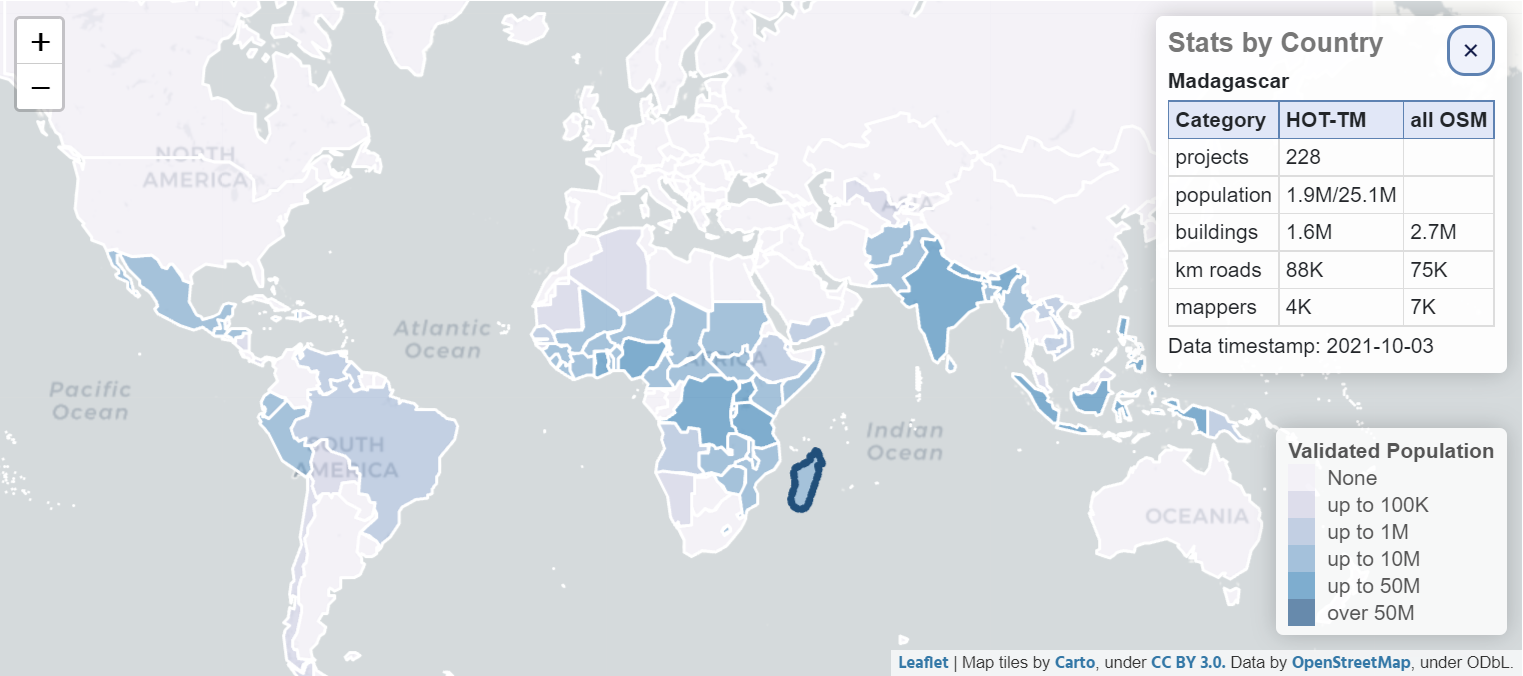 +
−
Stats by Country
×
Madagascar
Category HOT-TM all OSM
projects 228
population 1.9M/25.1M
buildings 1.6M 2.7M
km roads 88K 75K
mappers 4K 7K
Data timestamp: 2021-10-03
NORTH
AMERICA
ASIA
Atlantic
Ocean
AFRICA
Pacific
Ocean
SOUTH
AMERICA
Indian
Ocean
OCEANIA
Validated Population
None
up to 100K
up to 1M
up to 10M
up to 50M
over 50M
Leaflet | Map tiles by Carto, under CC BY 3.0. Data by OpenStreetMap, under ODbL.